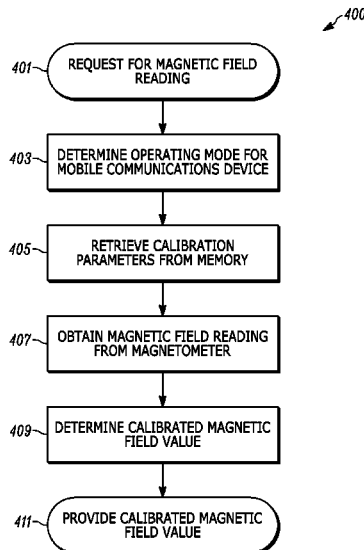 400
401
REQUEST FOR MAGNETIC FIELD
READING
403
DETERMINE OPERATING MODE FOR
MOBILE COMMUNICATIONS DEVICE
405
RETRIEVE CALIBRATION
PARAMETERS FROM MEMORY
407
OBTAIN MAGNETIC FIELD READING
FROM MAGNETOMETER
409
DETERMINE CALIBRATED MAGNETIC
FIELD VALUE
411
PROVIDE CALIBRATED MAGNETIC
FIELD VALUE